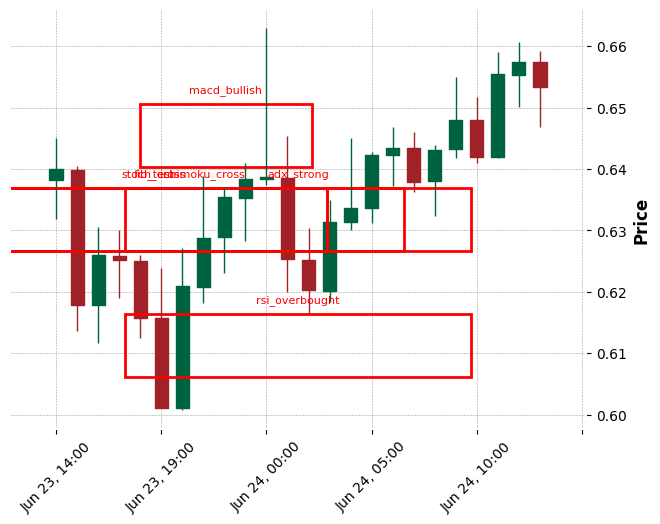 0.66
macd_bullish
0.65
adx_strong
0.64
0.63
Price
rsi_overbought
0.62
0.61
0.60
Jun 23, 14:00
Jun 23, 19:00
Jun 24, 00:00
Jun 24, 05:00
Jun 24, 10:00